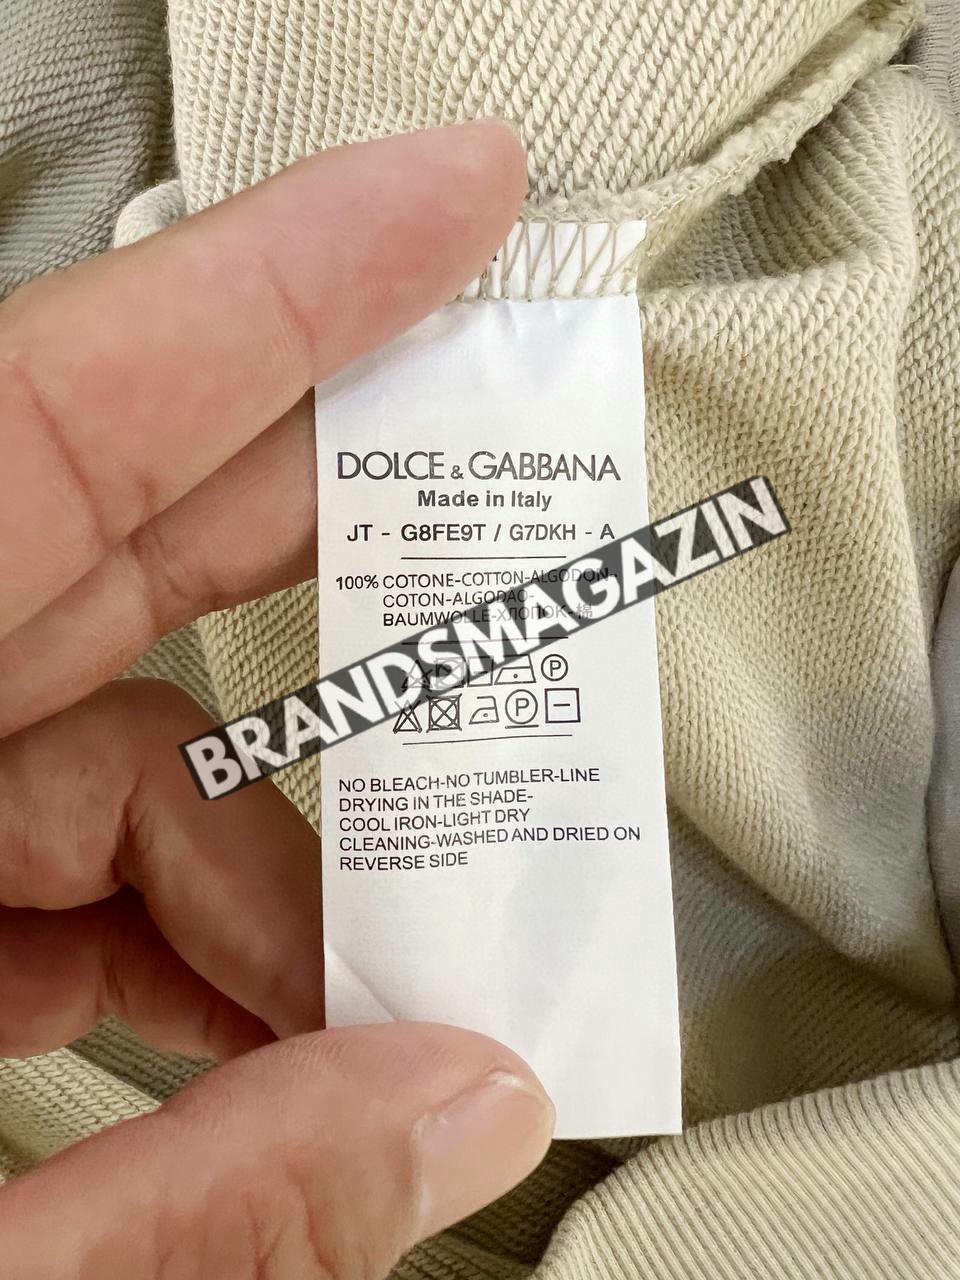 DOLCE & GABBANA
Made in Italy
JT - G8FE9T / G7DKH - A
100% COTONE-COTTON-ALGODON-
COTON-ALGODAO-
BAUMWOLLE-ХЛОПОК-棉
BRANDSMAGAZIN
P
P
NO BLEACH-NO TUMBLER-LINE
DRYING IN THE SHADE-
COOL IRON-LIGHT DRY
CLEANING-WASHED AND DRIED ON
REVERSE SIDE